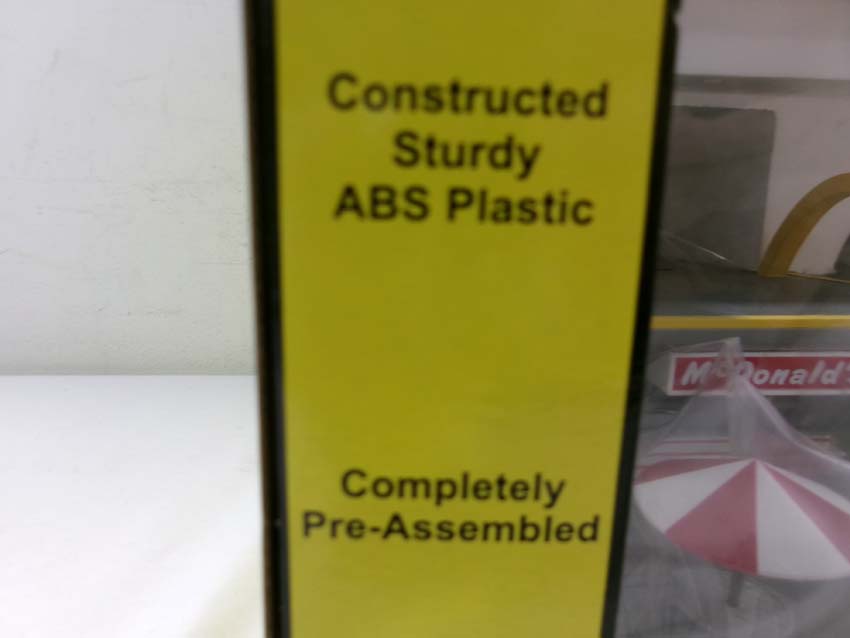 Constructed
Sturdy
ABS Plastic
McDonald's
Completely
Pre-Assembled